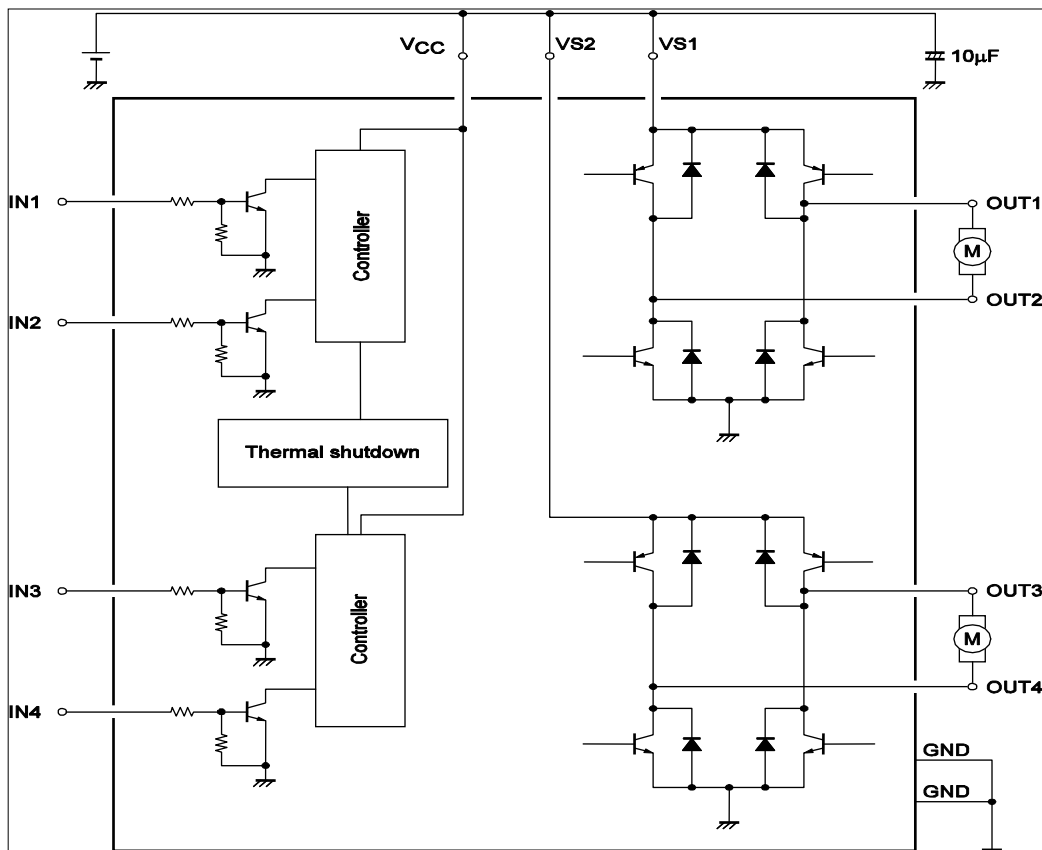 VCC
VS2
VS1
10μF
IN1
Controller
OUT1
M
IN2
OUT2
Thermal shutdown
IN3
Controller
OUT3
M
IN4
OUT4
GND
GND